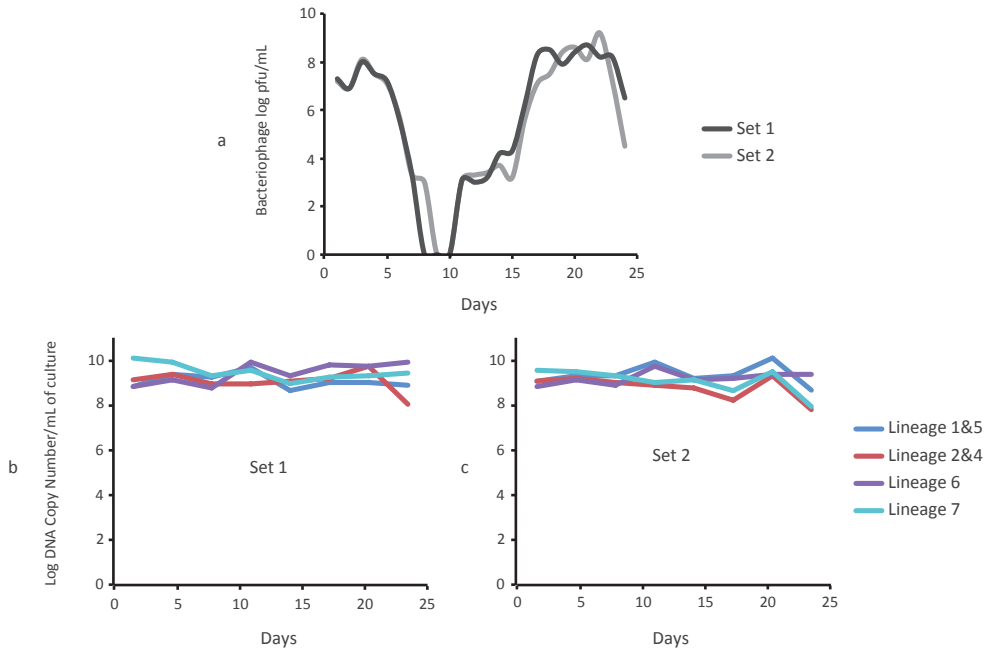 10
8
6
4
2
0
0 5 10 15 20 25
Days
Bacteriophage log pfu/mL
a
Set 1
Set 2
10
8
6
4
2
0
0 5 10 15 20 25
Days
Log DNA Copy Number/mL of culture
b
Set 1
10
8
6
4
2
0
0 5 10 15 20 25
Days
c
Set 2
Lineage 1&5
Lineage 2&4
Lineage 6
Lineage 7